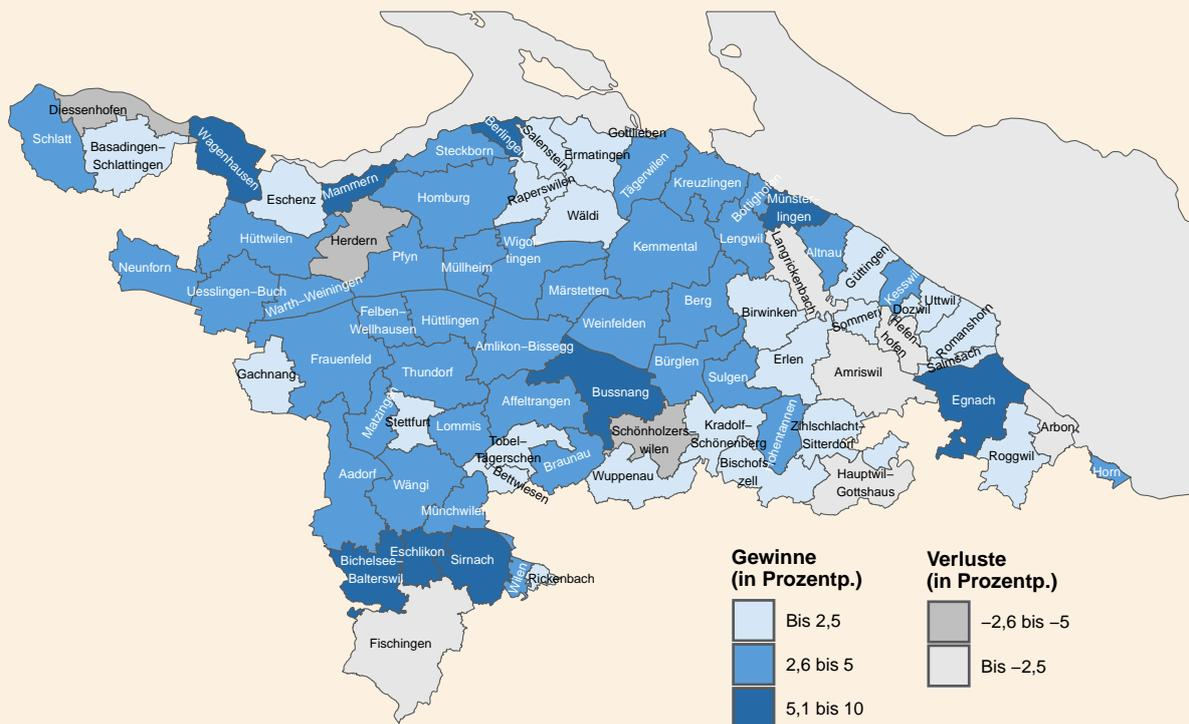 Diessenhofen
Schlatt
Basadingen–
Schlattingen
Wagenhausen
Eschenz
Mammern
Steckborn
Berlingen
Salenstein
Ermatingen
Gottlieben
Tägerwilen
Kreuzlingen
Bottighofen
Münster–
lingen
Raperswilen
Homburg
Wäldi
Hüttwilen
Herdern
Pfyn
Müllheim
Wigol–
tingen
Kemmental
Lengwil
Langrickenbach
Altnau
Güttingen
Kesswil
Neunforn
Uesslingen–Buch
Warth–Weiningen
Märstetten
Berg
Birwinken
Sommeri
Dozwil
Uttwil
Hefen–
hofen
Romanshorn
Salmsach
Felben–
Wellhausen
Hüttlingen
Weinfelden
Amlikon–Bissegg
Frauenfeld
Gachnang
Thundorf
Bürglen
Sulgen
Erlen
Amriswil
Egnach
Matzingen
Stettfurt
Lommis
Affeltrangen
Bussnang
Schönholzers–
wilen
Kradolf–
Schönenberg
Hohentannen
Zihlschlacht–
Sitterdorf
Roggwil
Arbon
Horn
Tobel–
Tägerschen
Braunau
Bettwiesen
Wuppenau
Bischofs–
zell
Hauptwil–
Gottshaus
Aadorf
Wängi
Münchwilen
Bichelsee–
Balterswil
Eschlikon
Sirnach
Wilen
Rickenbach
Fischingen
Gewinne
(in Prozentp.)
Bis 2,5
2,6 bis 5
5,1 bis 10
Verluste
(in Prozentp.)
−2,6 bis −5
Bis −2,5